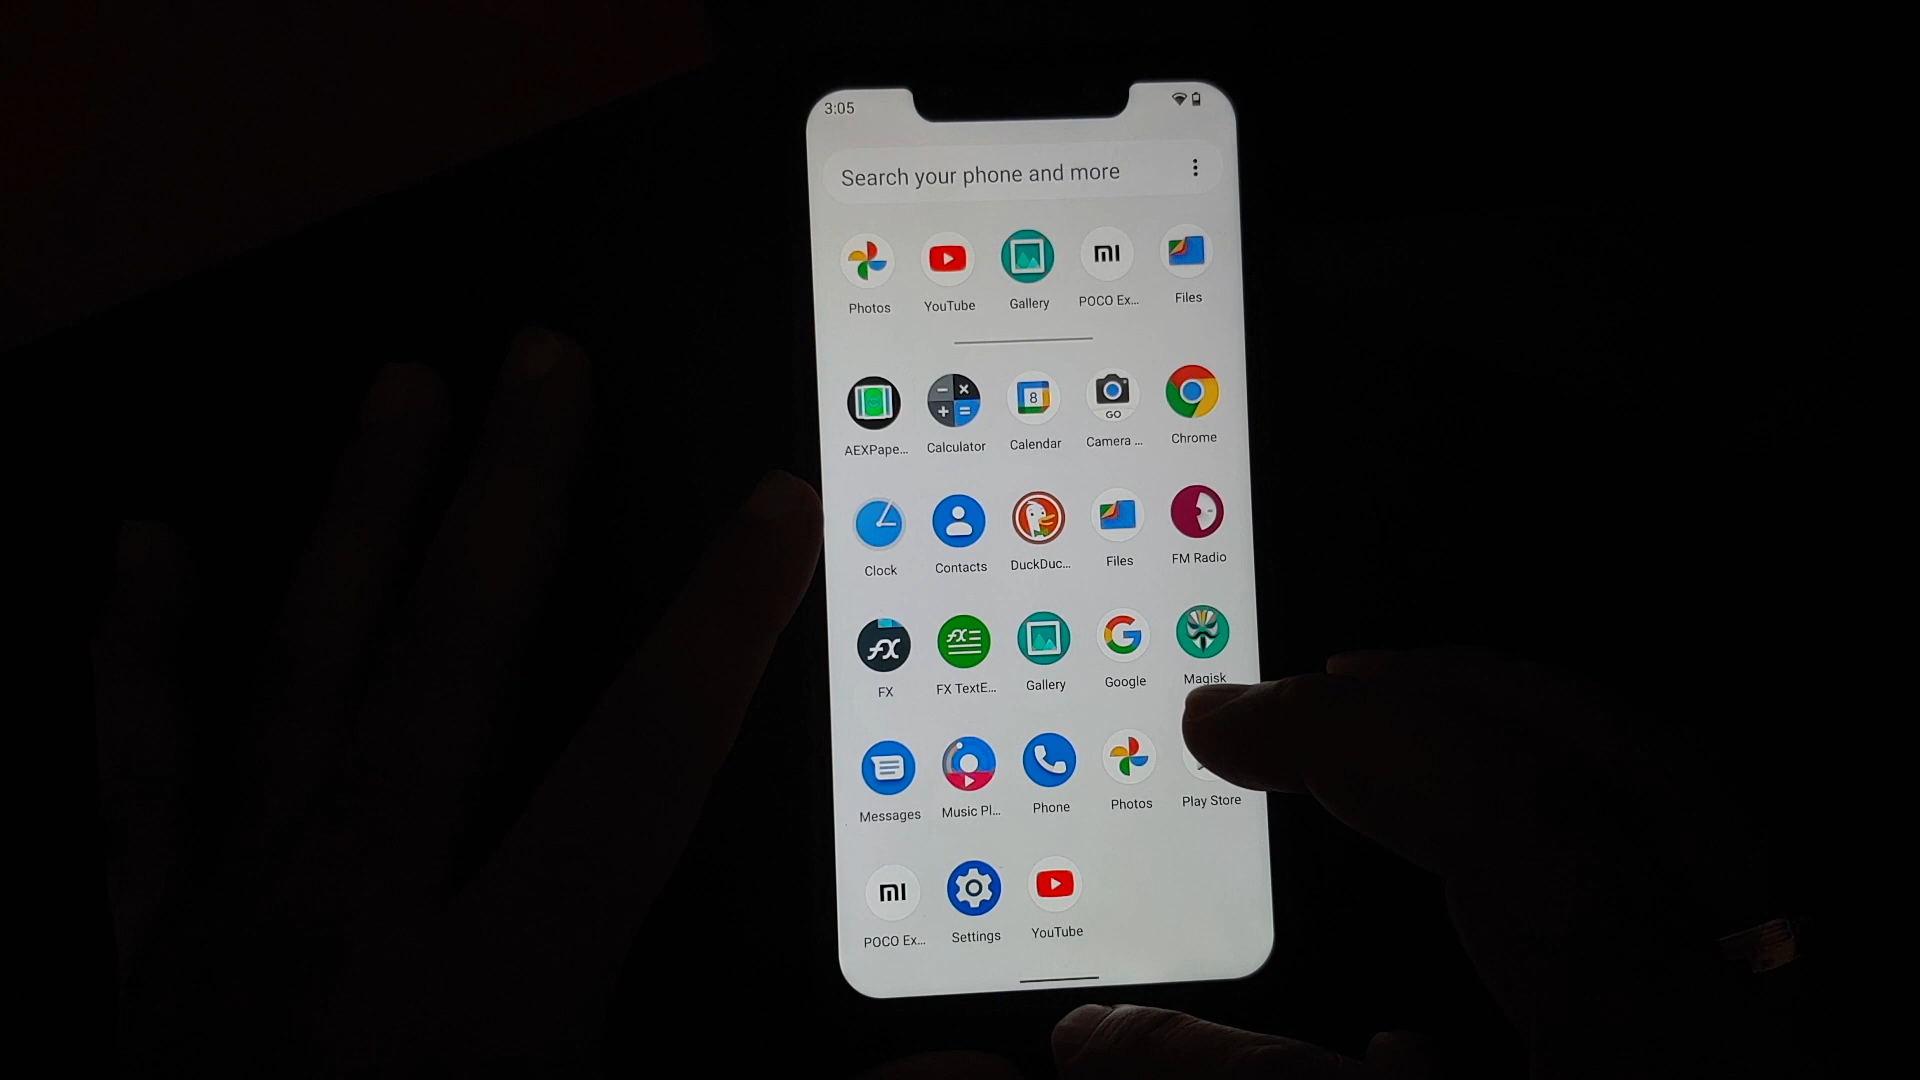 3:05
Search your phone and more
Photos YouTube Gallery POCO Ex... Files
AEXPape... Calculator 8 Calendar GO Camera ... Chrome
Clock Contacts DuckDuc... Files FM Radio
FX FX TextE... Gallery Google Magisk
Messages Music Pl... Phone Photos Play Store
POCO Ex... Settings YouTube